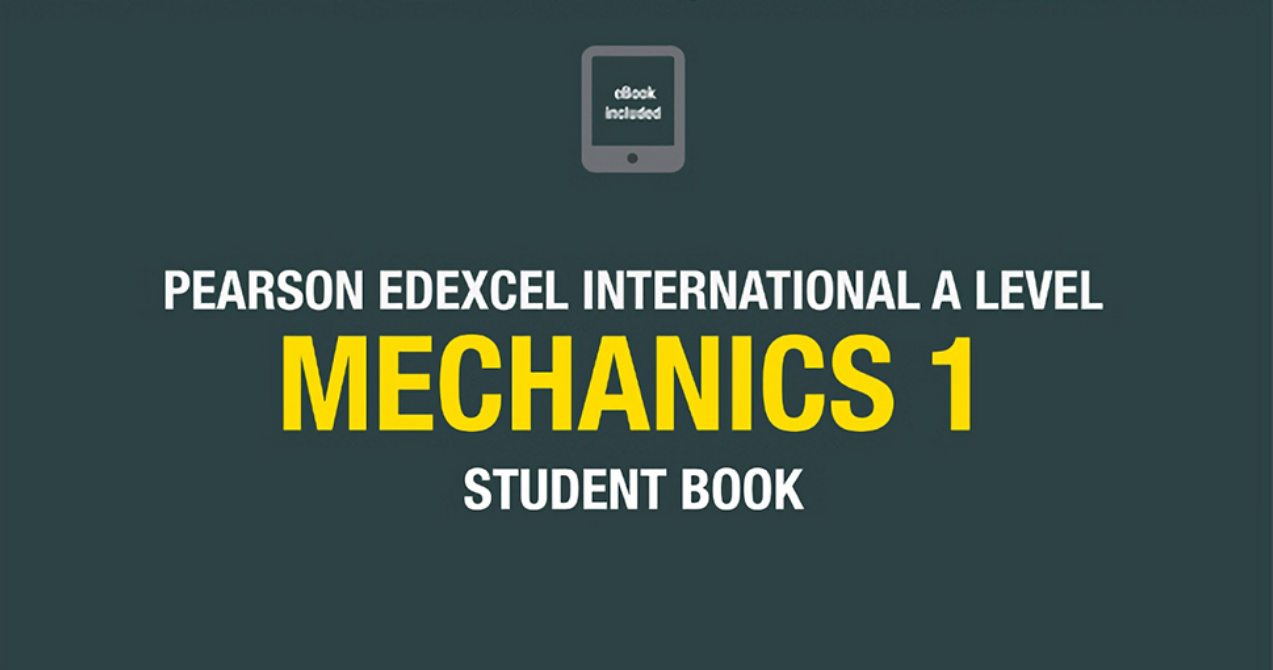 eBook
included
PEARSON EDEXCEL INTERNATIONAL A LEVEL
MECHANICS 1
STUDENT BOOK